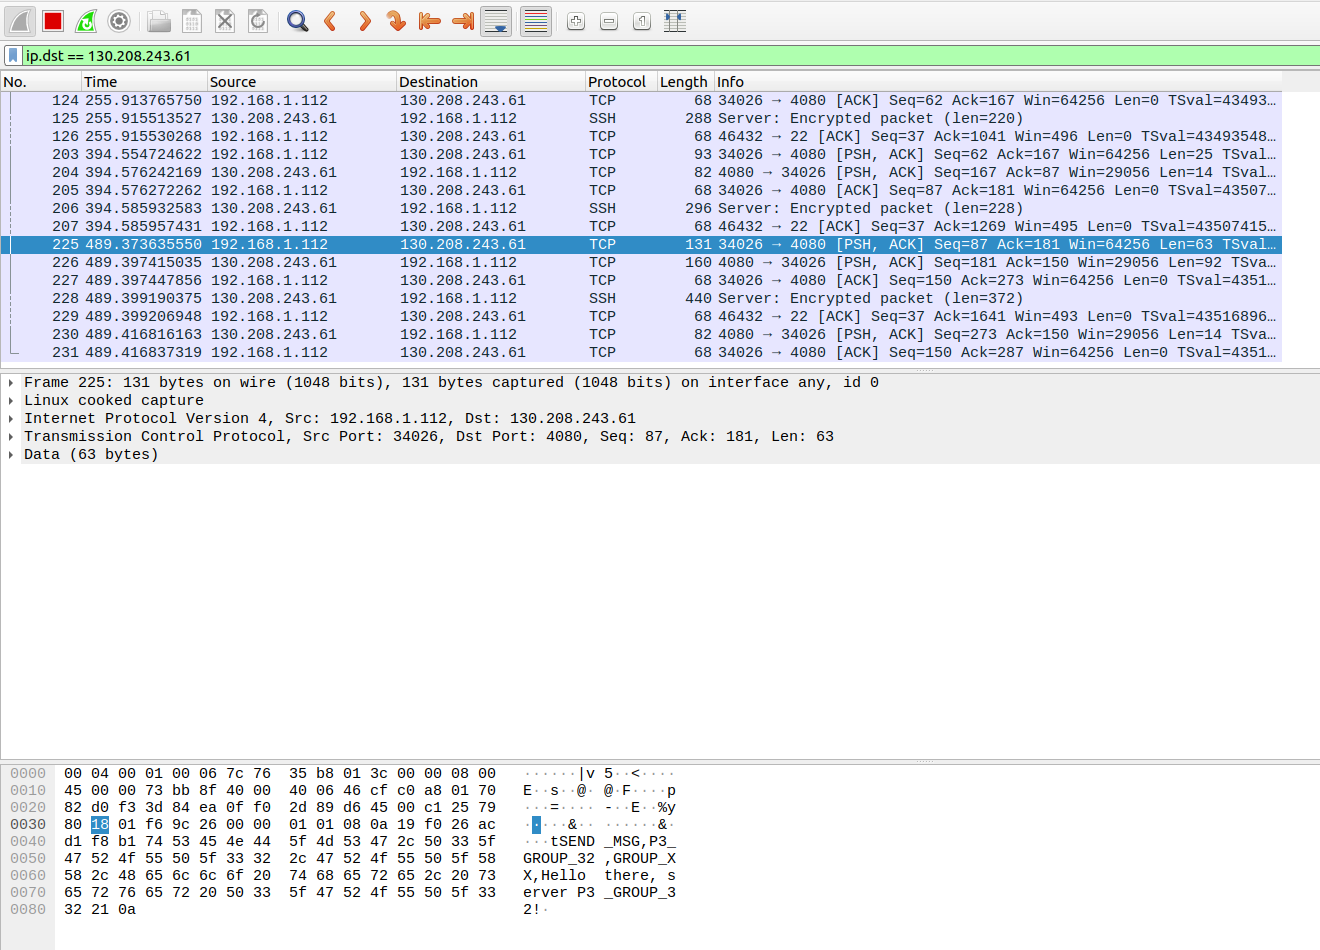 ip.dst == 130.208.243.61
No. Time Source Destination Protocol Length Info
124 255.913765750 192.168.1.112 130.208.243.61 TCP 68 34026 → 4080 [ACK] Seq=62 Ack=167 Win=64256 Len=0 TSval=43493…
125 255.915513527 130.208.243.61 192.168.1.112 SSH 288 Server: Encrypted packet (len=220)
126 255.915530268 192.168.1.112 130.208.243.61 TCP 68 46432 → 22 [ACK] Seq=37 Ack=1041 Win=496 Len=0 TSval=43493548…
203 394.554724622 192.168.1.112 130.208.243.61 TCP 93 34026 → 4080 [PSH, ACK] Seq=62 Ack=167 Win=64256 Len=25 TSval…
204 394.576242169 130.208.243.61 192.168.1.112 TCP 82 4080 → 34026 [PSH, ACK] Seq=167 Ack=87 Win=29056 Len=14 TSval…
205 394.576272262 192.168.1.112 130.208.243.61 TCP 68 34026 → 4080 [ACK] Seq=87 Ack=181 Win=64256 Len=0 TSval=43507…
206 394.585932583 130.208.243.61 192.168.1.112 SSH 296 Server: Encrypted packet (len=228)
207 394.585957431 192.168.1.112 130.208.243.61 TCP 68 46432 → 22 [ACK] Seq=37 Ack=1269 Win=495 Len=0 TSval=43507415…
225 489.373635550 192.168.1.112 130.208.243.61 TCP 131 34026 → 4080 [PSH, ACK] Seq=87 Ack=181 Win=64256 Len=63 TSval…
226 489.397415035 130.208.243.61 192.168.1.112 TCP 160 4080 → 34026 [PSH, ACK] Seq=181 Ack=150 Win=29056 Len=92 TSva…
227 489.397447856 192.168.1.112 130.208.243.61 TCP 68 34026 → 4080 [ACK] Seq=150 Ack=273 Win=64256 Len=0 TSval=4351…
228 489.399190375 130.208.243.61 192.168.1.112 SSH 440 Server: Encrypted packet (len=372)
229 489.399206948 192.168.1.112 130.208.243.61 TCP 68 46432 → 22 [ACK] Seq=37 Ack=1641 Win=493 Len=0 TSval=43516896…
230 489.416816163 130.208.243.61 192.168.1.112 TCP 82 4080 → 34026 [PSH, ACK] Seq=273 Ack=150 Win=29056 Len=14 TSva…
231 489.416837319 192.168.1.112 130.208.243.61 TCP 68 34026 → 4080 [ACK] Seq=150 Ack=287 Win=64256 Len=0 TSval=4351…
Frame 225: 131 bytes on wire (1048 bits), 131 bytes captured (1048 bits) on interface any, id 0
Linux cooked capture
Internet Protocol Version 4, Src: 192.168.1.112, Dst: 130.208.243.61
Transmission Control Protocol, Src Port: 34026, Dst Port: 4080, Seq: 87, Ack: 181, Len: 63
Data (63 bytes)
0000 00 04 00 01 00 06 7c 76 35 b8 01 3c 00 00 08 00 ······|v 5··<····
0010 45 00 00 73 bb 8f 40 00 40 06 46 cf c0 a8 01 70 E··s··@· @·F····p
0020 82 d0 f3 3d 84 ea 0f f0 2d 89 d6 45 00 c1 25 79 ···=···· -··E··%y
0030 80 18 01 f6 9c 26 00 00 01 01 08 0a 19 f0 26 ac ·····&·· ······&·
0040 d1 f8 b1 74 53 45 4e 44 5f 4d 53 47 2c 50 33 5f ···tSEND _MSG,P3_
0050 47 52 4f 55 50 5f 33 32 2c 47 52 4f 55 50 5f 58 GROUP_32 ,GROUP_X
0060 58 2c 48 65 6c 6c 6f 20 74 68 65 72 65 2c 20 73 X,Hello there, s
0070 65 72 76 65 72 20 50 33 5f 47 52 4f 55 50 5f 33 erver P3 _GROUP_3
0080 32 21 0a 2!·